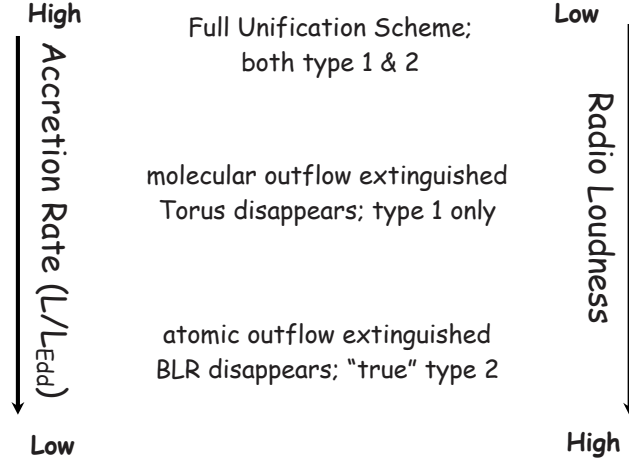 High
Low
Full Unification Scheme;
both type 1 & 2
Accretion Rate (L/LEdd)
Radio Loudness
molecular outflow extinguished
Torus disappears; type 1 only
atomic outflow extinguished
BLR disappears; “true” type 2
Low
High